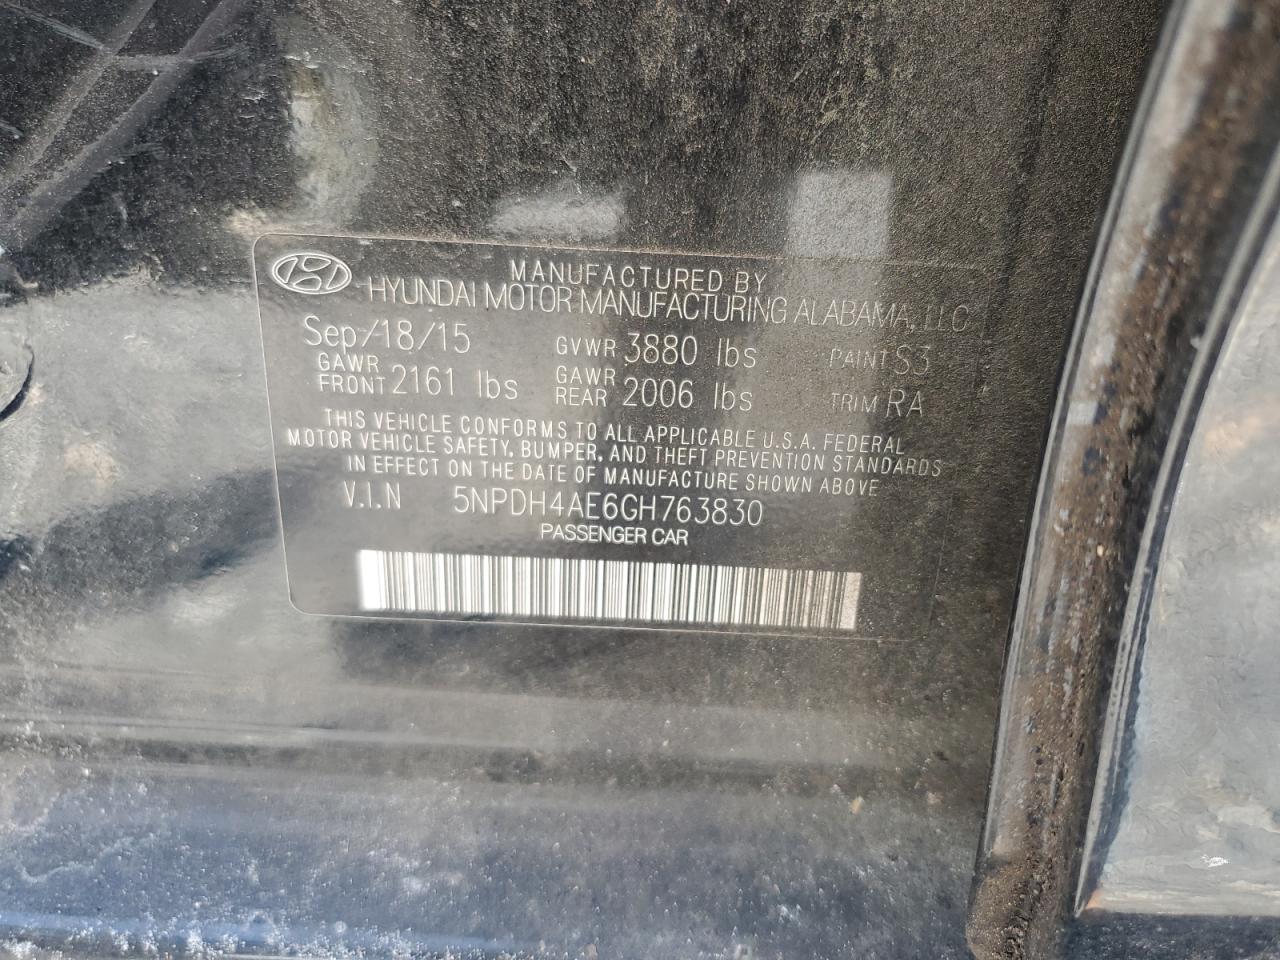 MANUFACTURED BY
HYUNDAI MOTOR MANUFACTURING ALABAMA, LLC
Sep/18/15 GVWR 3880 lbs PAINT S3
GAWR FRONT 2161 lbs GAWR REAR 2006 lbs TRIM RA
THIS VEHICLE CONFORMS TO ALL APPLICABLE U.S.A. FEDERAL
MOTOR VEHICLE SAFETY, BUMPER, AND THEFT PREVENTION STANDARDS
IN EFFECT ON THE DATE OF MANUFACTURE SHOWN ABOVE
V.I.N 5NPDH4AE6GH763830
PASSENGER CAR